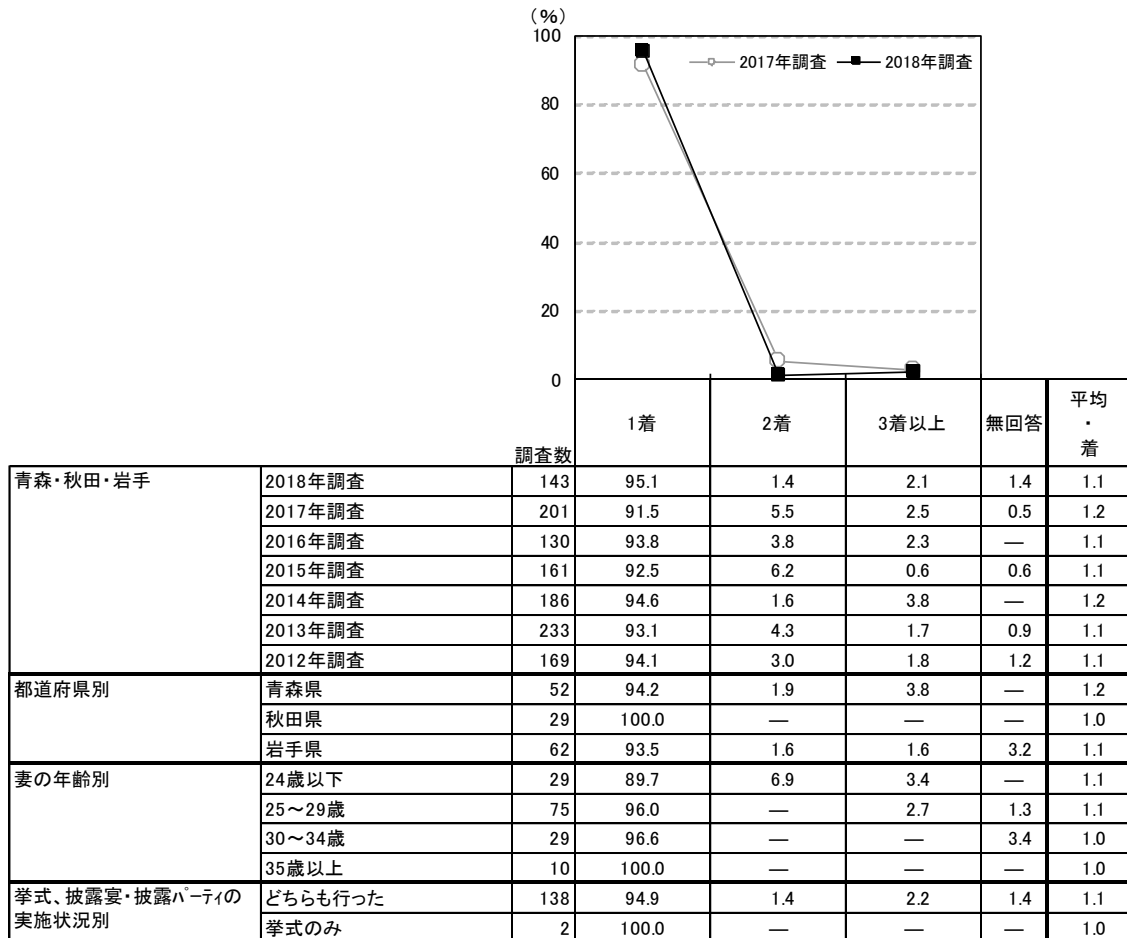 （％）
100
80
60
40
20
0
2017年調査 2018年調査
調査数 1着 2着 3着以上 無回答 平均・着
青森・秋田・岩手 2018年調査 143 95.1 1.4 2.1 1.4 1.1
2017年調査 201 91.5 5.5 2.5 0.5 1.2
2016年調査 130 93.8 3.8 2.3 — 1.1
2015年調査 161 92.5 6.2 0.6 0.6 1.1
2014年調査 186 94.6 1.6 3.8 — 1.2
2013年調査 233 93.1 4.3 1.7 0.9 1.1
2012年調査 169 94.1 3.0 1.8 1.2 1.1
都道府県別 青森県 52 94.2 1.9 3.8 — 1.2
秋田県 29 100.0 — — — 1.0
岩手県 62 93.5 1.6 1.6 3.2 1.1
妻の年齢別 24歳以下 29 89.7 6.9 3.4 — 1.1
25～29歳 75 96.0 — 2.7 1.3 1.1
30～34歳 29 96.6 — — 3.4 1.0
35歳以上 10 100.0 — — — 1.0
挙式、披露宴・披露ﾊﾟｰﾃｨの実施状況別 どちらも行った 138 94.9 1.4 2.2 1.4 1.1
挙式のみ 2 100.0 — — — 1.0